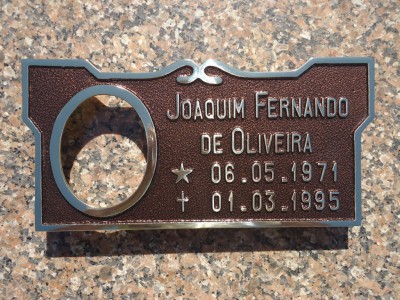 Joaquim Fernando
de Oliveira
★ 06.05.1971
† 01.03.1995